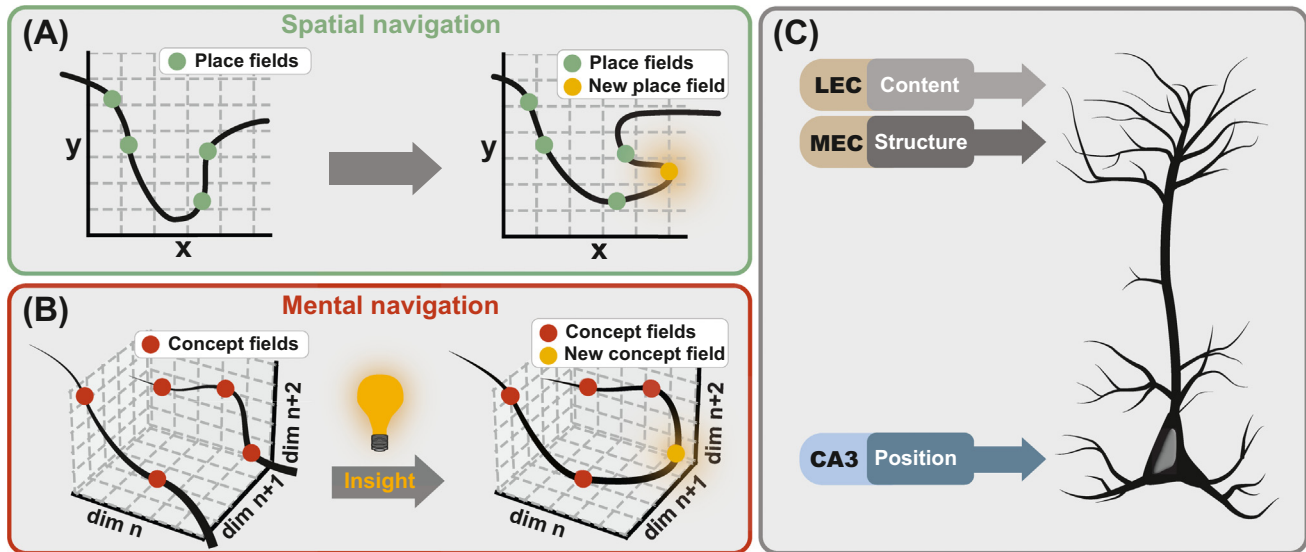 (A)
Spatial navigation
Place fields
y
x
Place fields
New place field
y
x
(B)
Mental navigation
Concept fields
dim n
dim n+1
dim n+2
Insight
Concept fields
New concept field
dim n
dim n+1
dim n+2
(C)
LEC Content
MEC Structure
CA3 Position